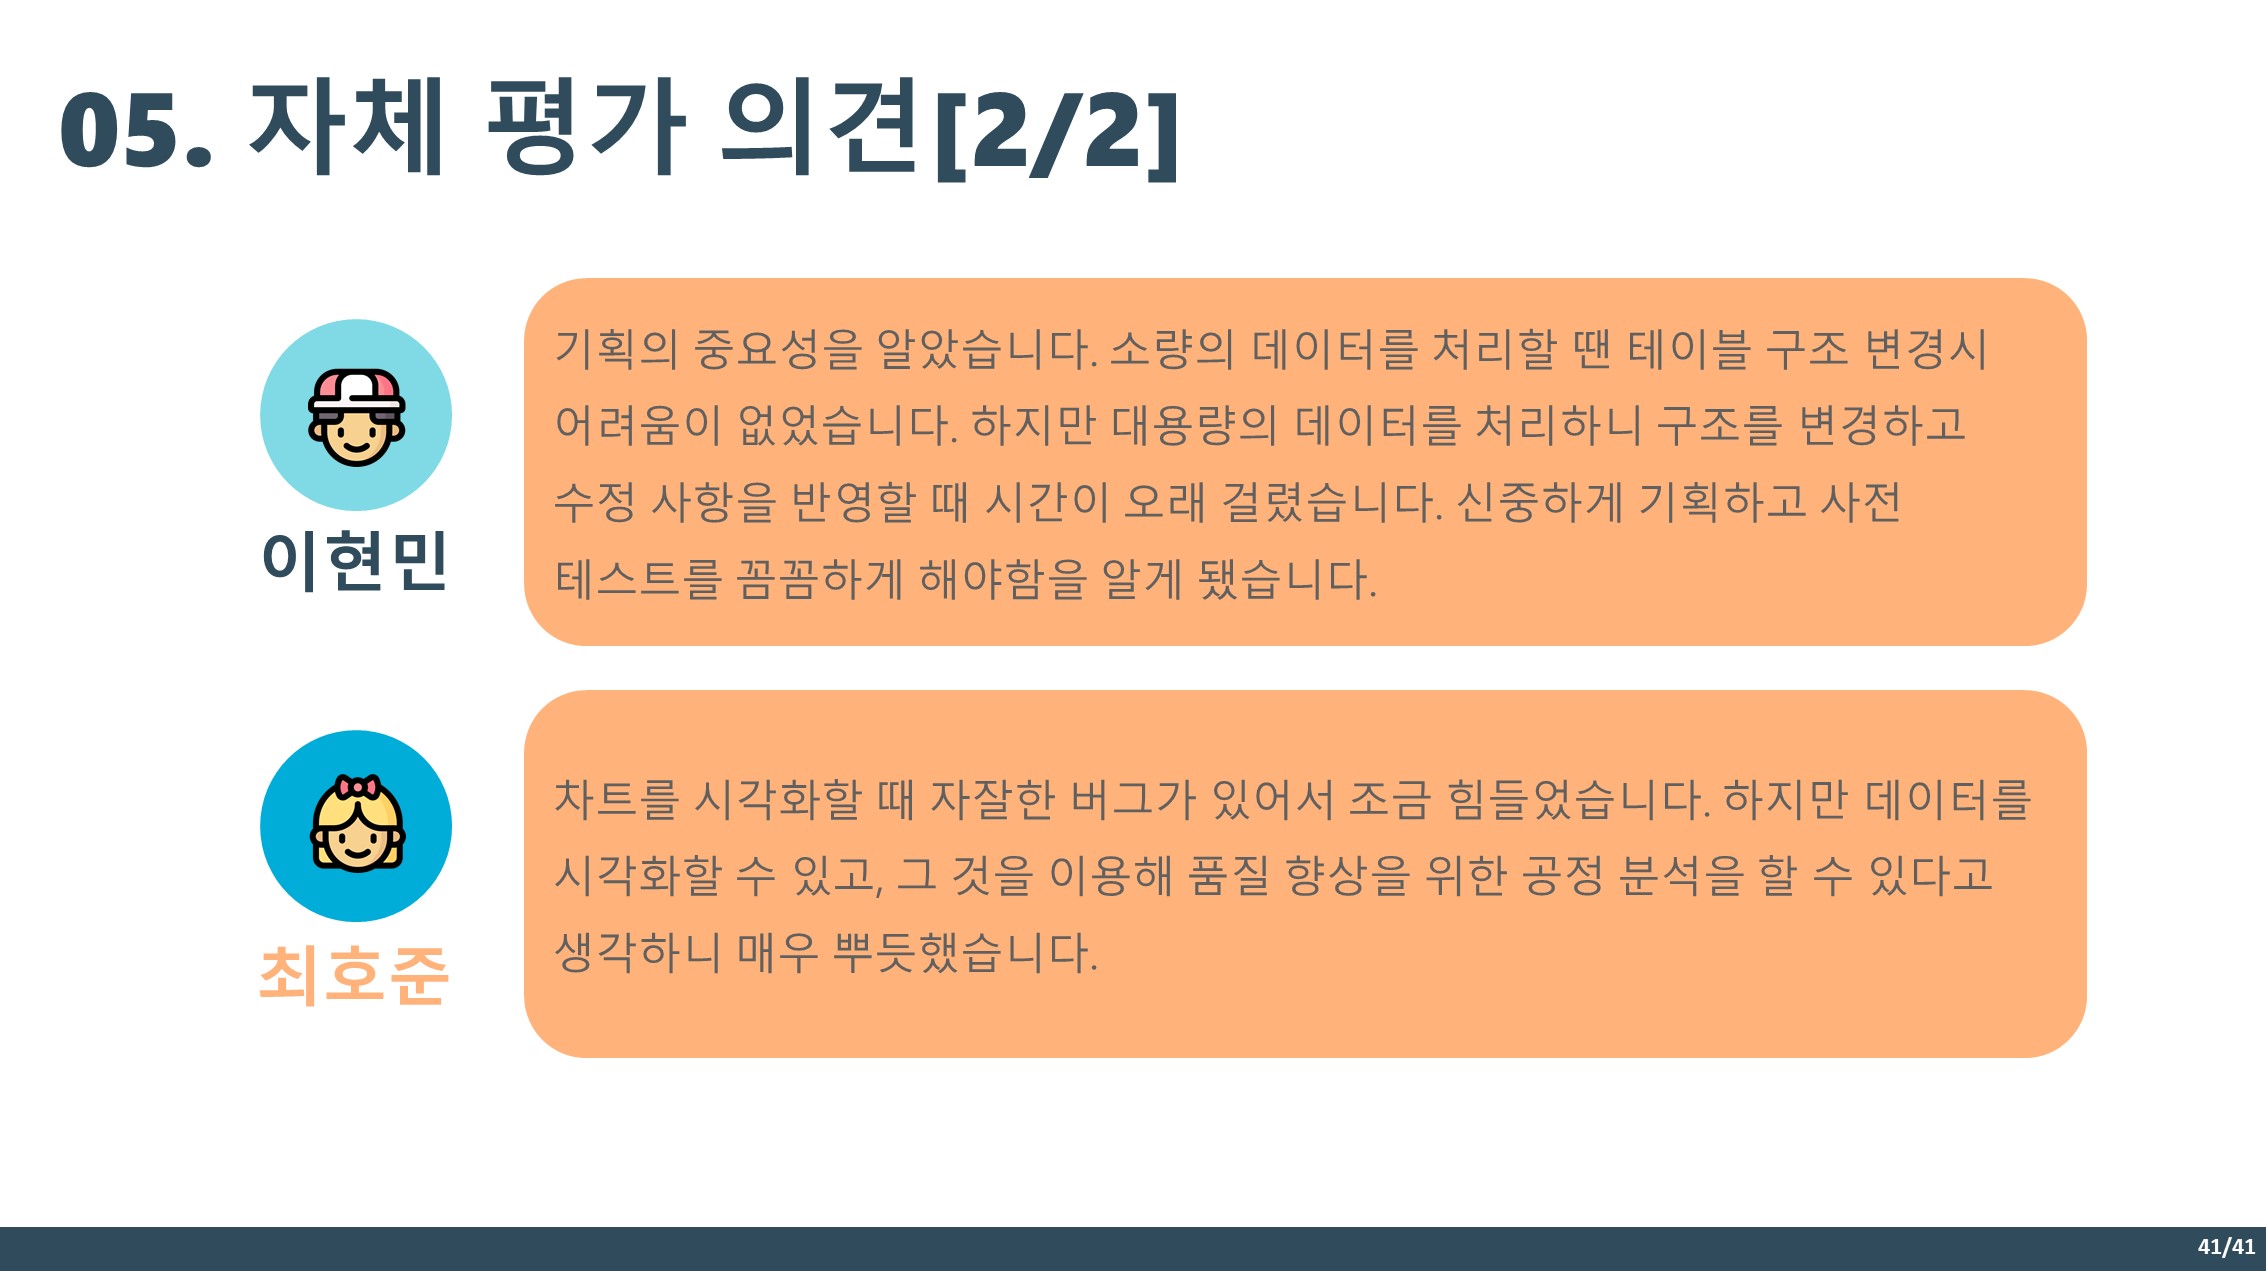 05. 자체 평가 의견[2/2]
기획의 중요성을 알았습니다. 소량의 데이터를 처리할 땐 테이블 구조 변경시
어려움이 없었습니다. 하지만 대용량의 데이터를 처리하니 구조를 변경하고
수정 사항을 반영할 때 시간이 오래 걸렸습니다. 신중하게 기획하고 사전
테스트를 꼼꼼하게 해야함을 알게 됐습니다.
이현민
차트를 시각화할 때 자잘한 버그가 있어서 조금 힘들었습니다. 하지만 데이터를
시각화할 수 있고, 그 것을 이용해 품질 향상을 위한 공정 분석을 할 수 있다고
생각하니 매우 뿌듯했습니다.
최호준
41/41